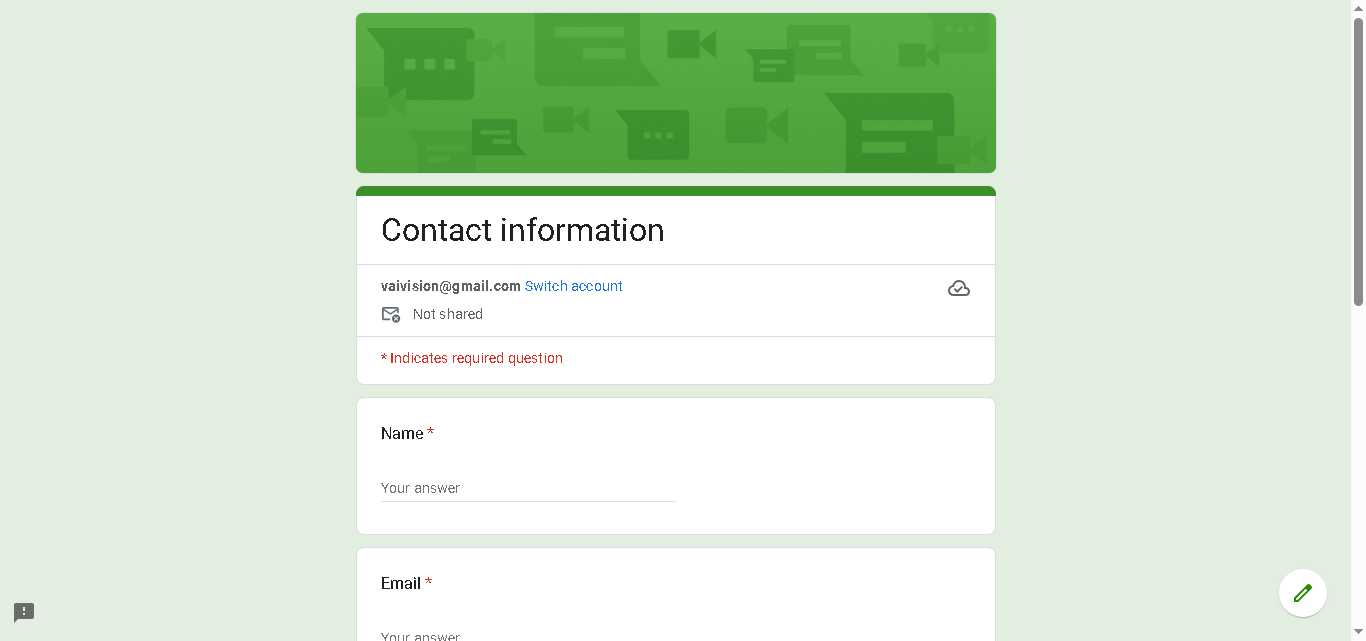 Contact information
vaivision@gmail.com Switch account
Not shared
* Indicates required question
Name *
Your answer
Email *
Your answer